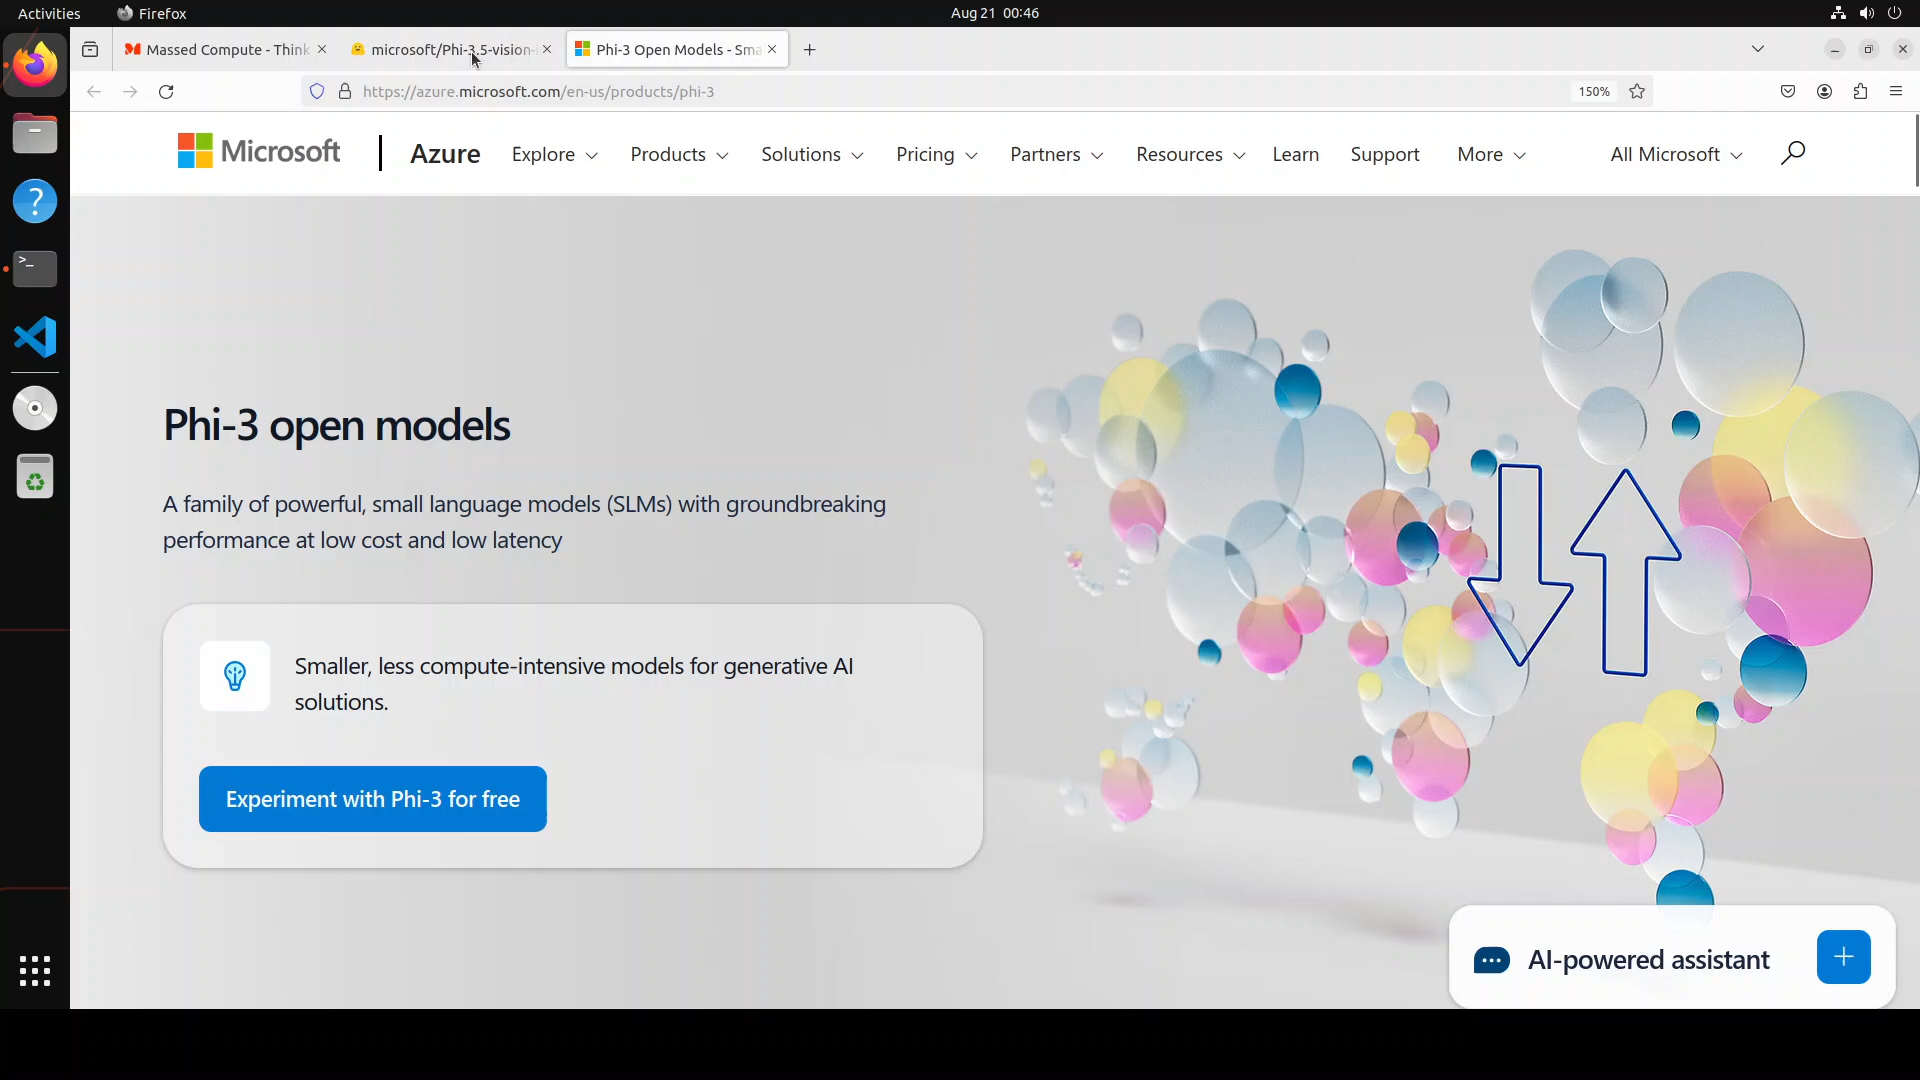 Activities
Firefox
Aug 21 00:46
Massed Compute - Think
microsoft/Phi-3.5-vision-i
Phi-3 Open Models - Sma
https://azure.microsoft.com/en-us/products/phi-3
150%
Microsoft
Azure
Explore
Products
Solutions
Pricing
Partners
Resources
Learn
Support
More
All Microsoft
Phi-3 open models
A family of powerful, small language models (SLMs) with groundbreaking
performance at low cost and low latency
Smaller, less compute-intensive models for generative AI
solutions.
Experiment with Phi-3 for free
AI-powered assistant